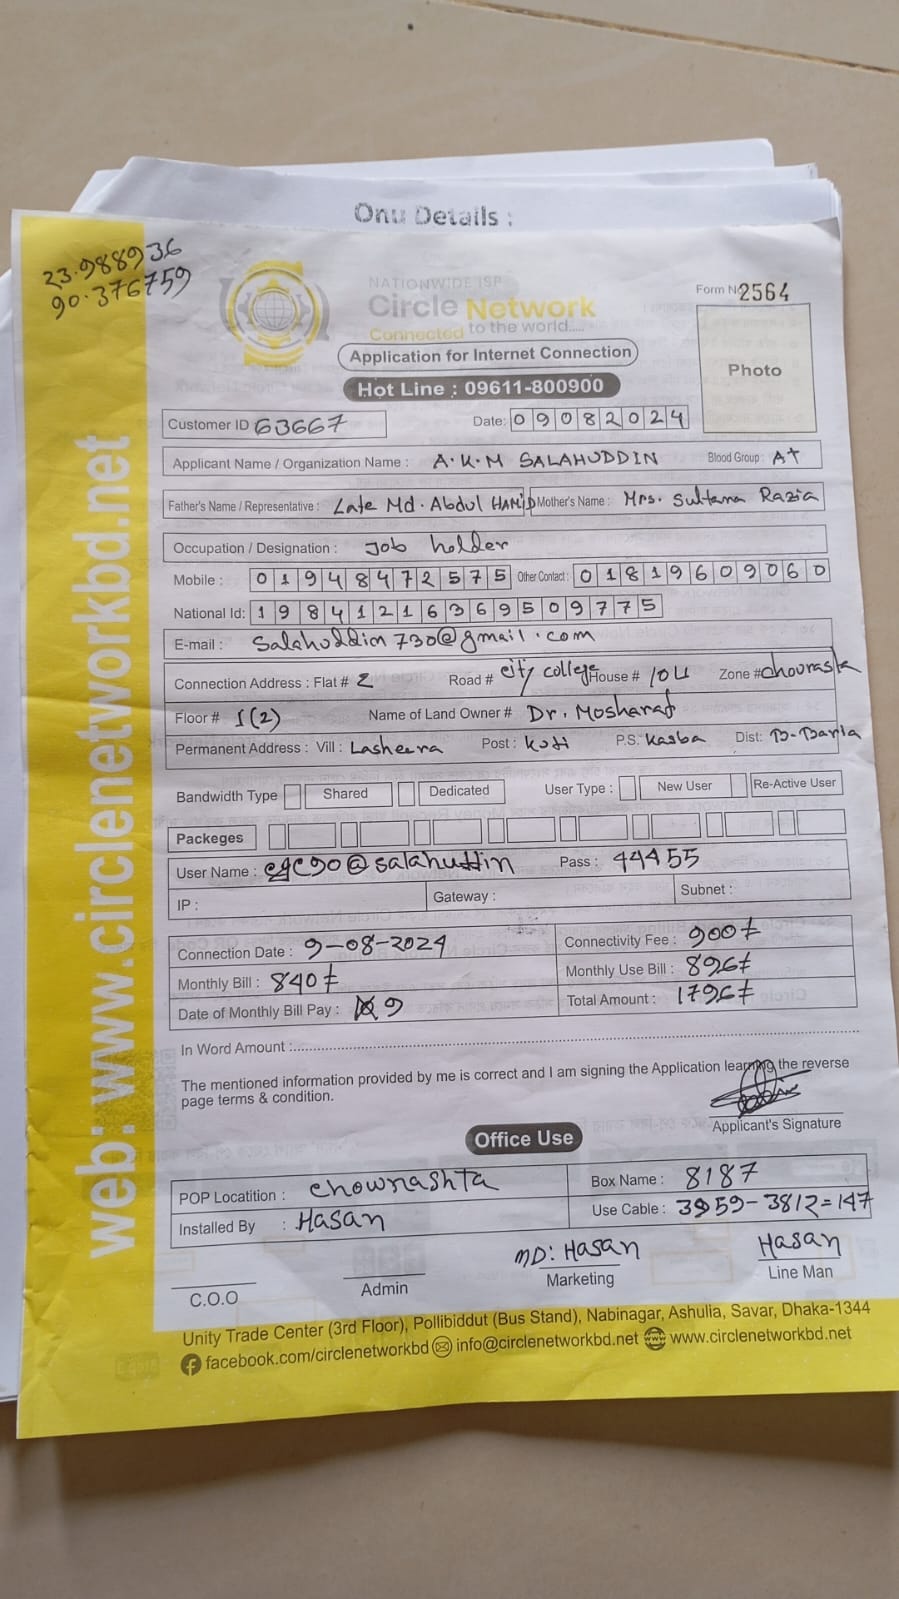 Onu Details :
23.988936
90.376759
NATIONWIDE ISP
Circle Network
Connected to the world.....
Form N 2564
Application for Internet Connection
Photo
Hot Line : 09611-800900
Customer ID 63667 Date: 09082024
Applicant Name / Organization Name : A.K.M SALAHUDDIN Blood Group : A+
Father's Name / Representative : Late Md. Abdul HAMID Mother's Name : Mrs. Sultana Razia
Occupation / Designation : Job holder
Mobile : 01948472575 Other Contact : 01819609060
National Id: 19841216369509775
E-mail : salahuddin730@gmail.com
Connection Address : Flat # 2 Road # city college House # 104 Zone # chourasta
Floor # 1(2) Name of Land Owner # Dr. Mosharaf
Permanent Address : Vill : Lasheera Post : Koti P.S. Kasba Dist: B-Baria
Bandwidth Type Shared Dedicated User Type : New User Re-Active User
Packeges
User Name : @salahuddin Pass : 44455
IP : Gateway : Subnet :
Connection Date : 9-08-2024 Connectivity Fee : 900/=
Monthly Bill : 840/= Monthly Use Bill : 896/=
Date of Monthly Bill Pay : 9 Total Amount : 1796/=
In Word Amount :
The mentioned information provided by me is correct and I am signing the Application learning the reverse
page terms & condition.
Applicant's Signature
Office Use
POP Locatition : chowrashta Box Name : 8187
Installed By : Hasan Use Cable : 3959-3812=147
MD: Hasan Hasan
C.O.O Admin Marketing Line Man
Unity Trade Center (3rd Floor), Pollibiddut (Bus Stand), Nabinagar, Ashulia, Savar, Dhaka-1344
facebook.com/circlenetworkbd info@circlenetworkbd.net www.circlenetworkbd.net
web: www.circlenetworkbd.net